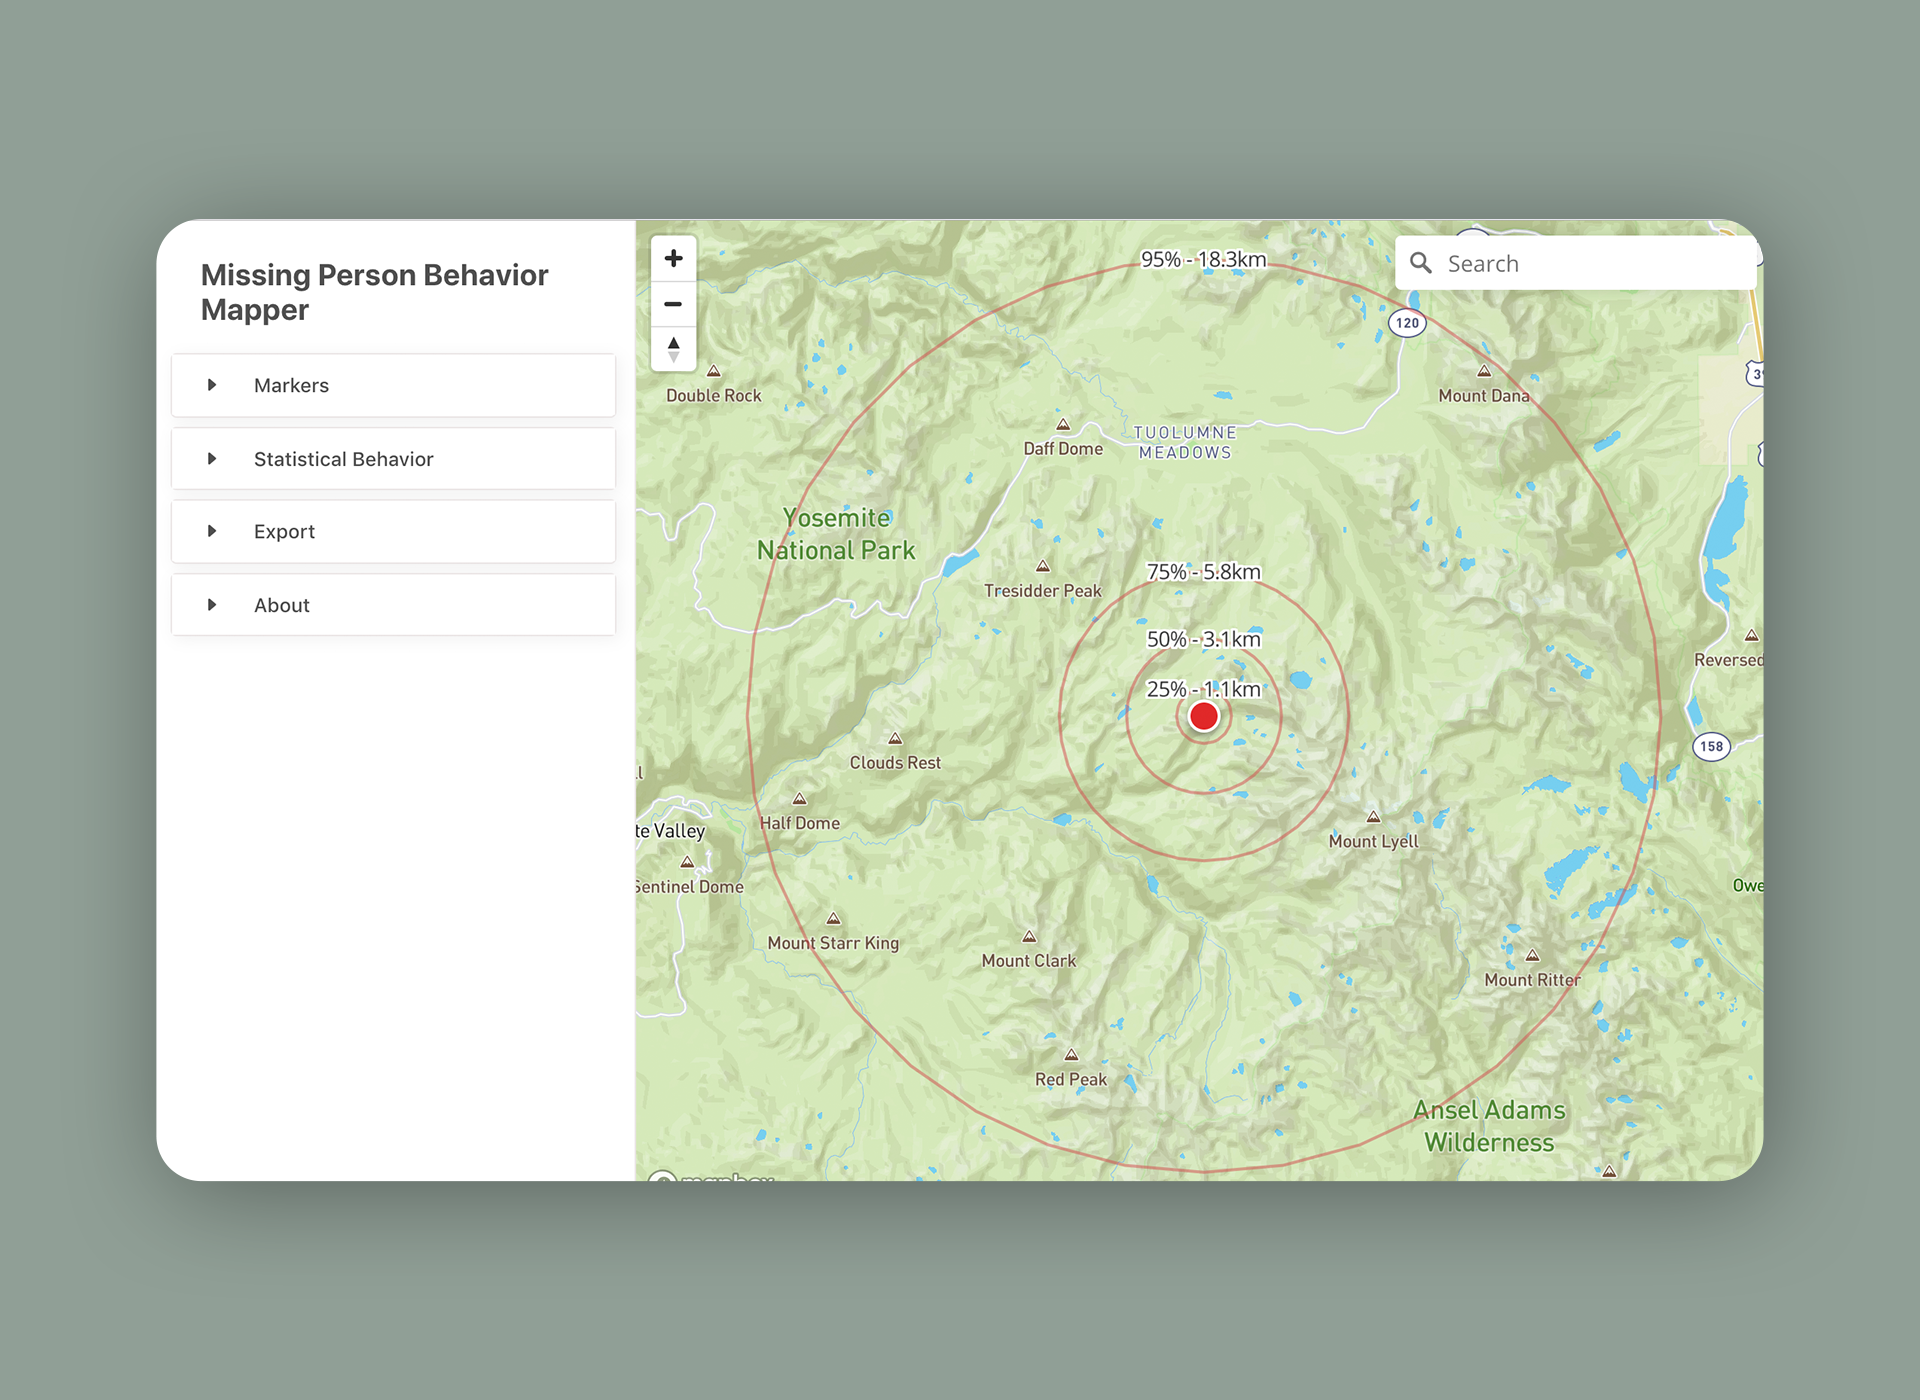 Missing Person Behavior
Mapper
Markers
Statistical Behavior
Export
About
95% - 18.3km
Search
120
Double Rock
Mount Dana
Daff Dome
TUOLUMNE
MEADOWS
Yosemite
National Park
75% - 5.8km
Tresidder Peak
50% - 3.1km
Reversed
25% - 1.1km
158
Clouds Rest
Half Dome
te Valley
Mount Lyell
Sentinel Dome
Owe
Mount Starr King
Mount Clark
Mount Ritter
Red Peak
Ansel Adams
Wilderness
mapbox